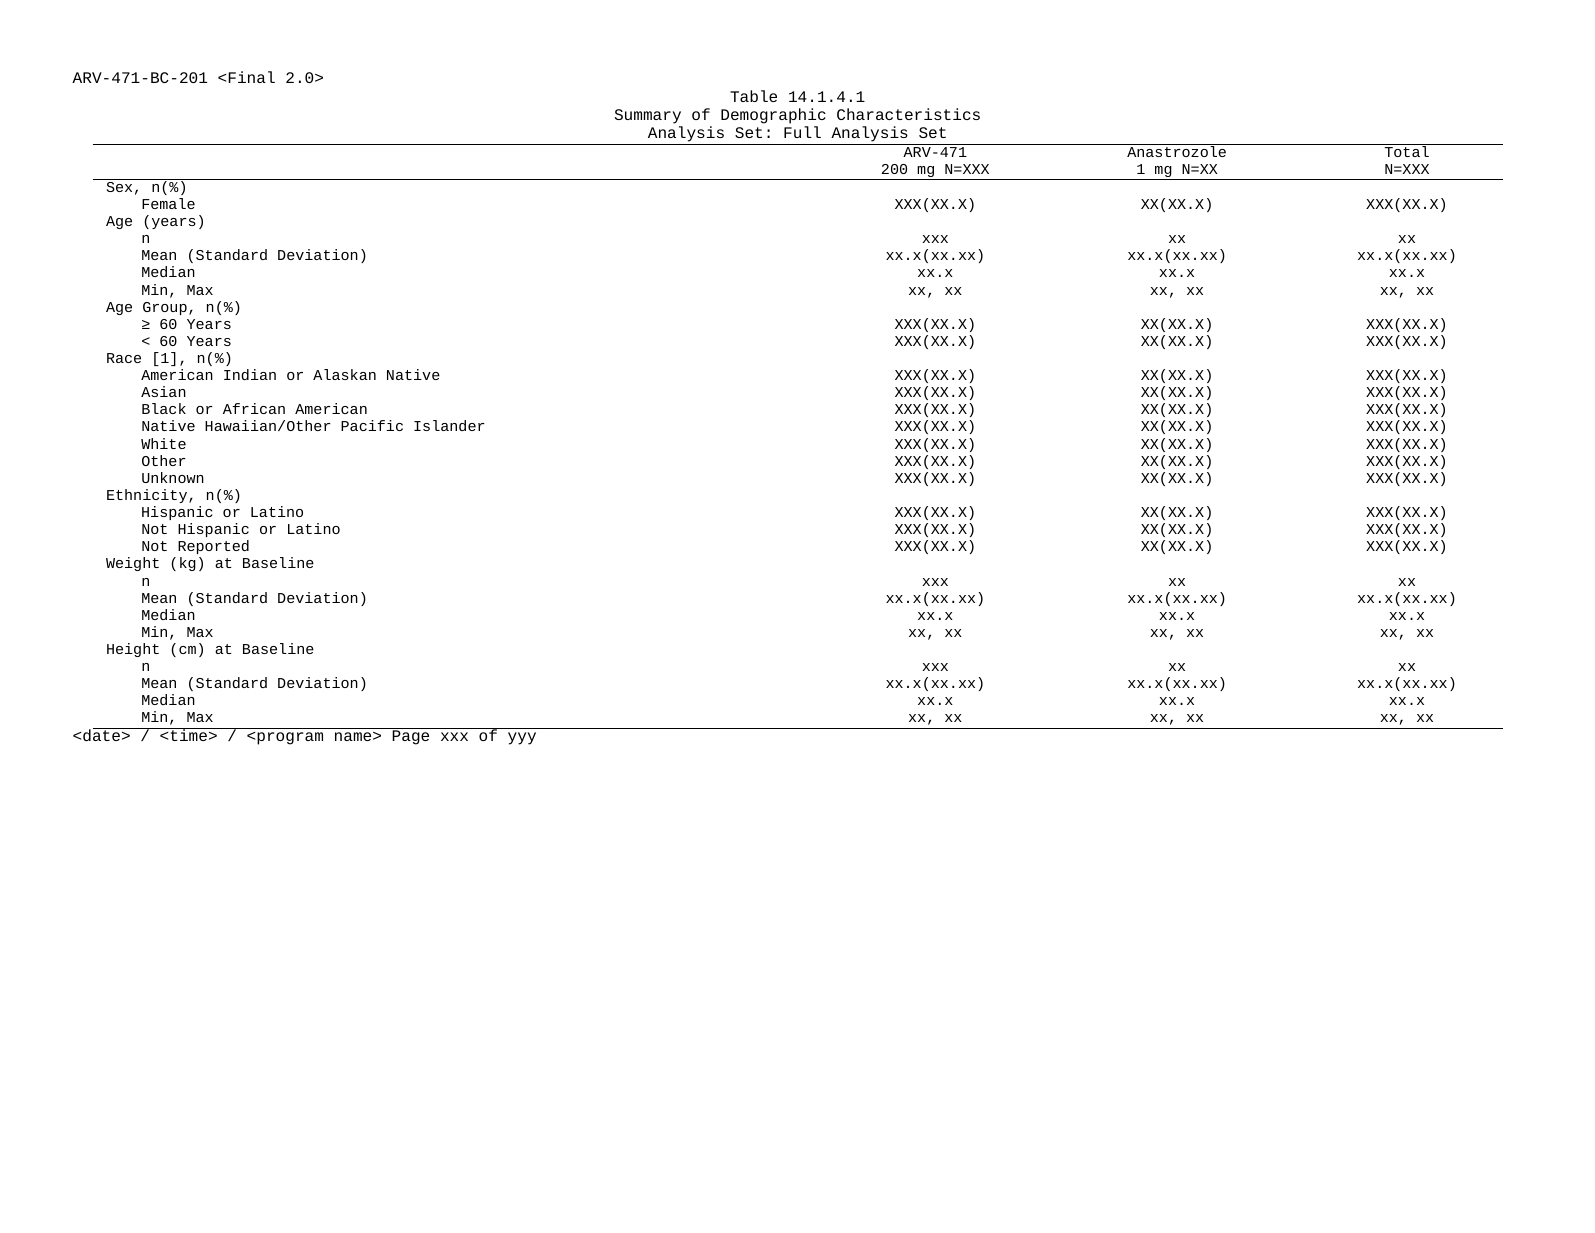 ARV-471-BC-201 <Final 2.0>
Table 14.1.4.1
Summary of Demographic Characteristics
Analysis Set: Full Analysis Set
ARV-471 Anastrozole Total
200 mg N=XXX 1 mg N=XX N=XXX
Sex, n(%)
Female XXX(XX.X) XX(XX.X) XXX(XX.X)
Age (years)
n xxx xx xx
Mean (Standard Deviation) xx.x(xx.xx) xx.x(xx.xx) xx.x(xx.xx)
Median xx.x xx.x xx.x
Min, Max xx, xx xx, xx xx, xx
Age Group, n(%)
≥ 60 Years XXX(XX.X) XX(XX.X) XXX(XX.X)
< 60 Years XXX(XX.X) XX(XX.X) XXX(XX.X)
Race [1], n(%)
American Indian or Alaskan Native XXX(XX.X) XX(XX.X) XXX(XX.X)
Asian XXX(XX.X) XX(XX.X) XXX(XX.X)
Black or African American XXX(XX.X) XX(XX.X) XXX(XX.X)
Native Hawaiian/Other Pacific Islander XXX(XX.X) XX(XX.X) XXX(XX.X)
White XXX(XX.X) XX(XX.X) XXX(XX.X)
Other XXX(XX.X) XX(XX.X) XXX(XX.X)
Unknown XXX(XX.X) XX(XX.X) XXX(XX.X)
Ethnicity, n(%)
Hispanic or Latino XXX(XX.X) XX(XX.X) XXX(XX.X)
Not Hispanic or Latino XXX(XX.X) XX(XX.X) XXX(XX.X)
Not Reported XXX(XX.X) XX(XX.X) XXX(XX.X)
Weight (kg) at Baseline
n xxx xx xx
Mean (Standard Deviation) xx.x(xx.xx) xx.x(xx.xx) xx.x(xx.xx)
Median xx.x xx.x xx.x
Min, Max xx, xx xx, xx xx, xx
Height (cm) at Baseline
n xxx xx xx
Mean (Standard Deviation) xx.x(xx.xx) xx.x(xx.xx) xx.x(xx.xx)
Median xx.x xx.x xx.x
Min, Max xx, xx xx, xx xx, xx
<date> / <time> / <program name> Page xxx of yyy